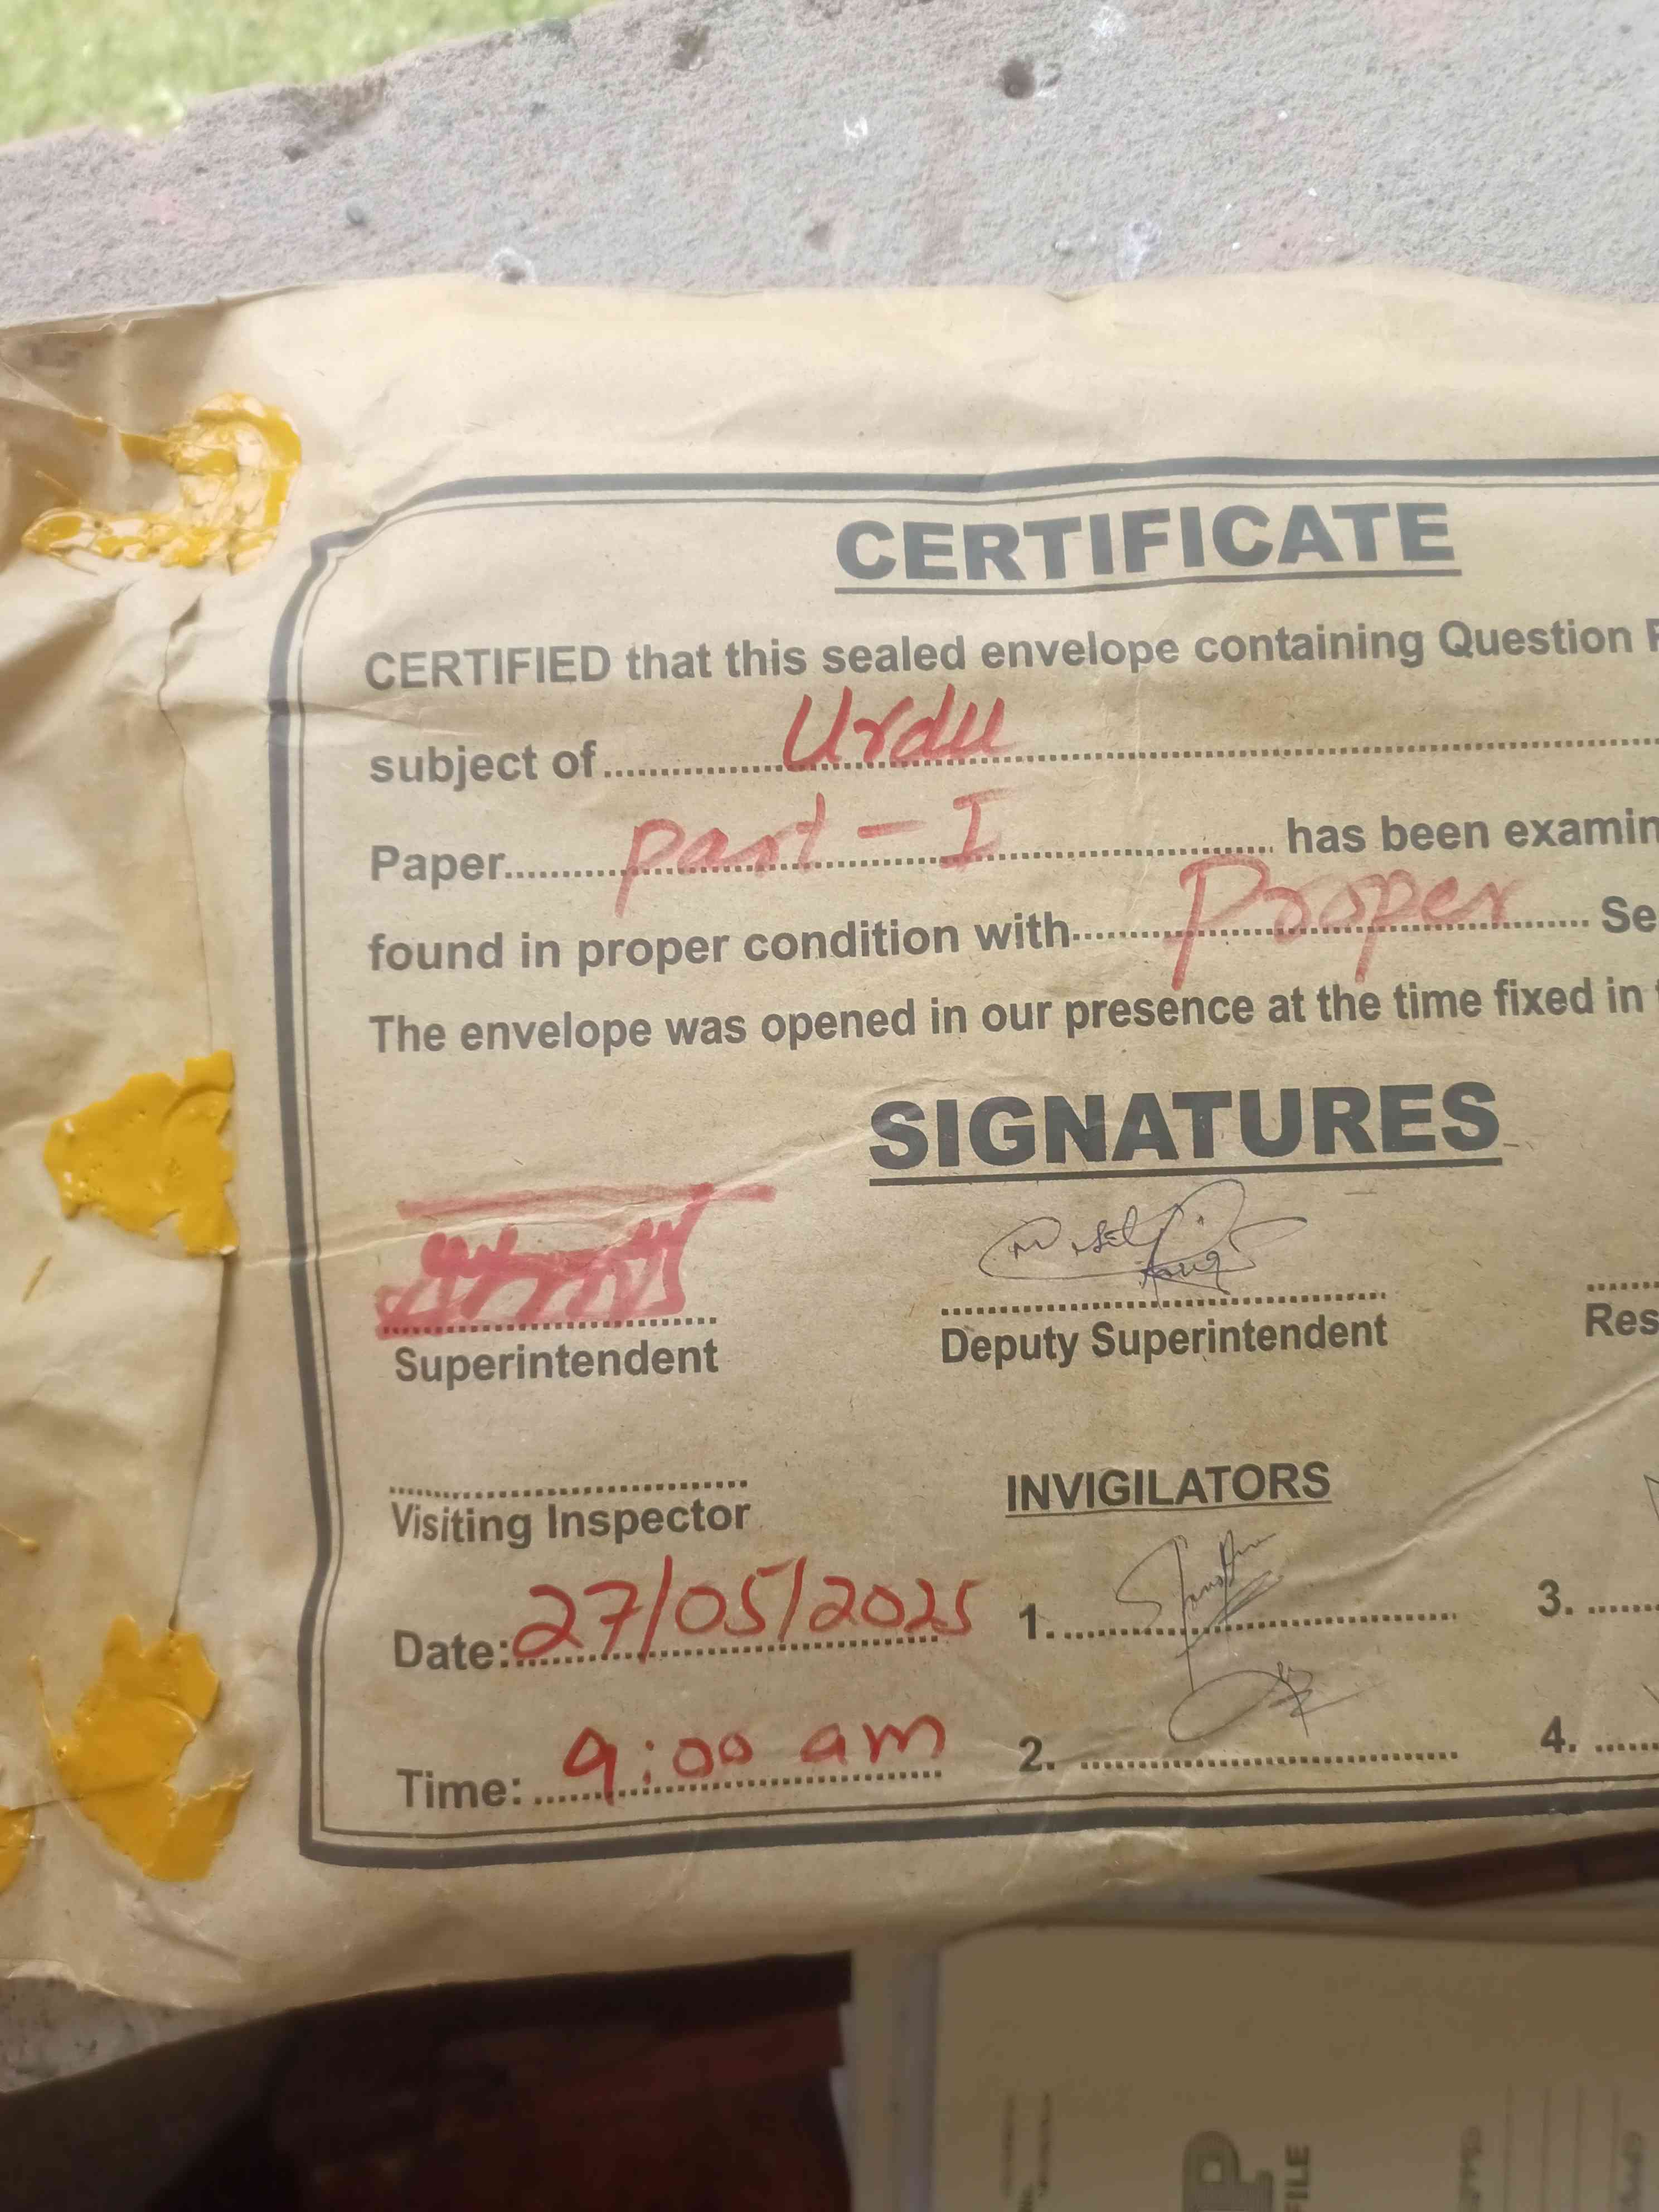 CERTIFICATE
CERTIFIED that this sealed envelope containing Question
subject of Urdu
Paper Part-I has been examin
found in proper condition with Proper Se
The envelope was opened in our presence at the time fixed in
SIGNATURES
Superintendent
Deputy Superintendent
Res
Visiting Inspector
INVIGILATORS
Date: 27/05/2025
1.
3.
Time: 9:00 am
2.
4.
P
FILE